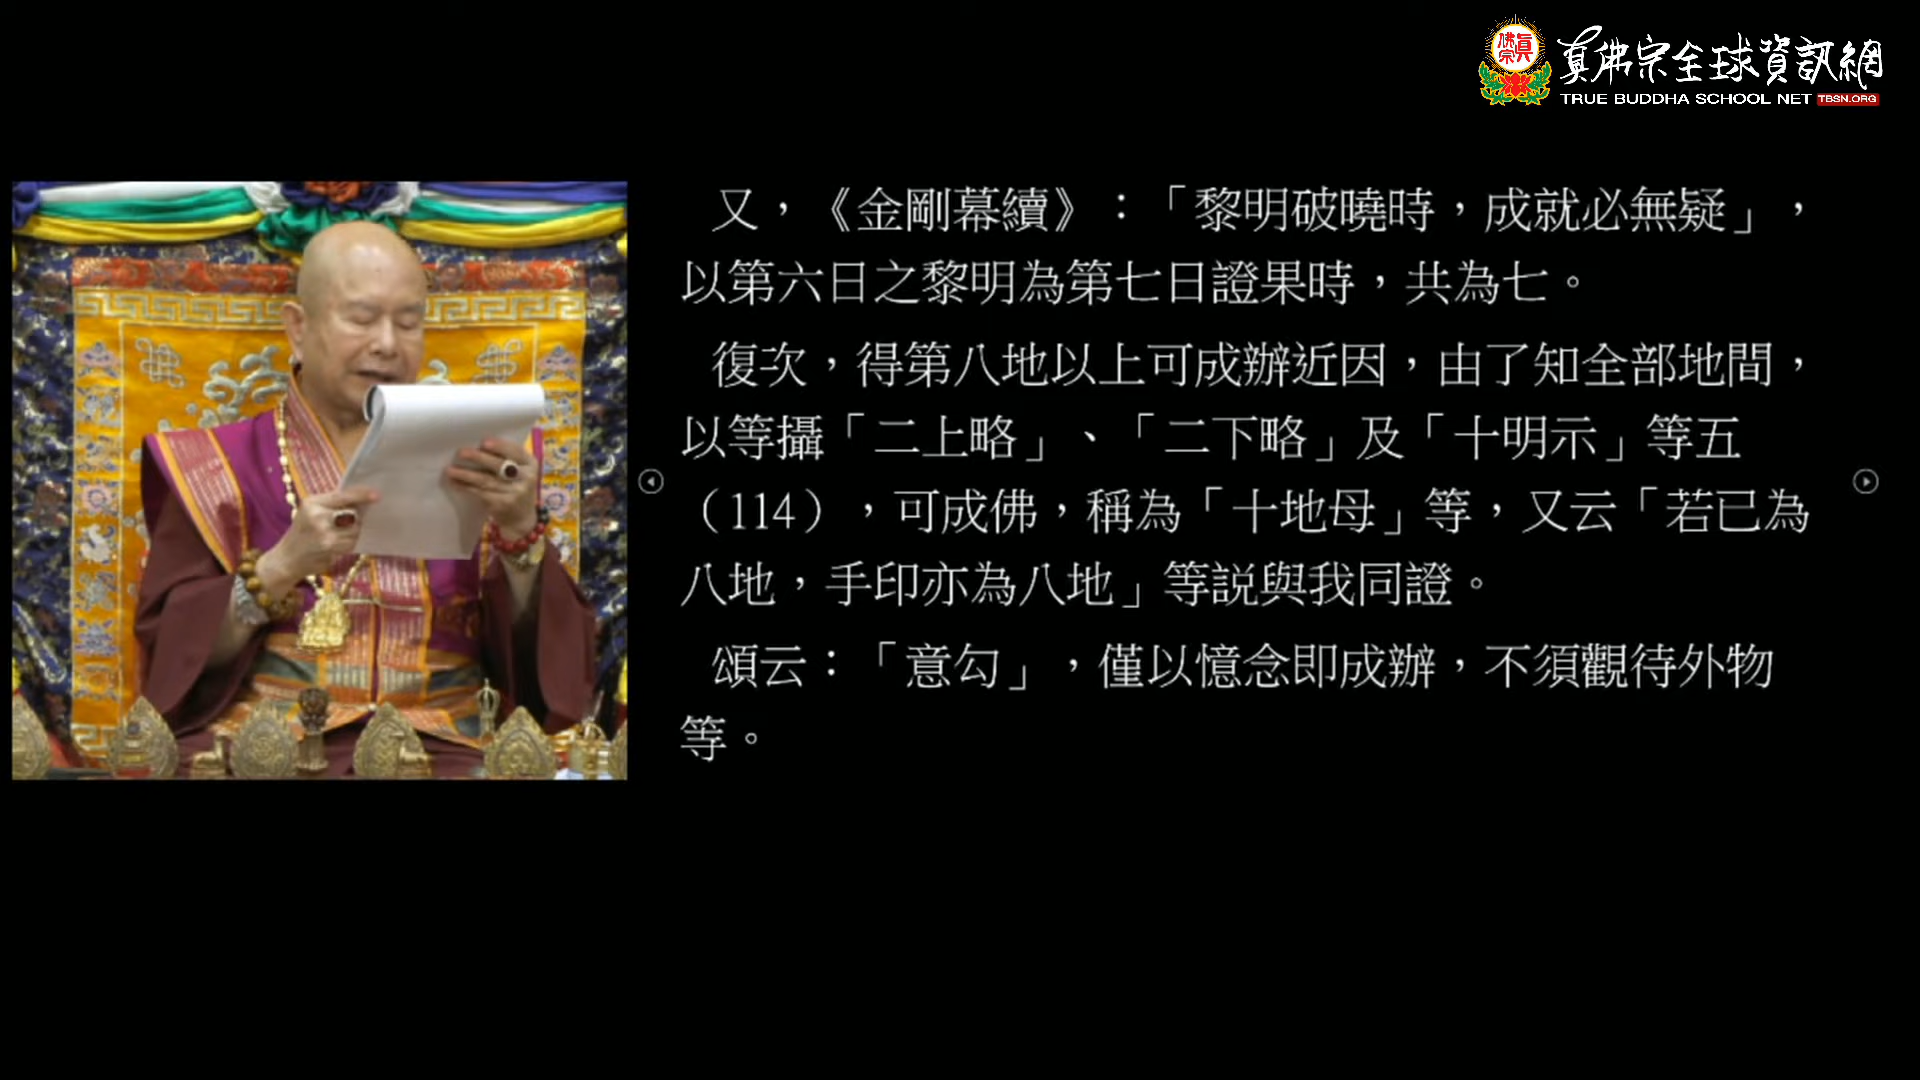 真佛宗
真佛宗全球資訊網
TRUE BUDDHA SCHOOL NET TBSN.ORG
又，《金剛幕續》：「黎明破曉時，成就必無疑」，
以第六日之黎明為第七日證果時，共為七。
復次，得第八地以上可成辦近因，由了知全部地間，
以等攝「二上略」、「二下略」及「十明示」等五
（114），可成佛，稱為「十地母」等，又云「若已為
八地，手印亦為八地」等説與我同證。
頌云：「意勾」，僅以憶念即成辦，不須觀待外物
等。